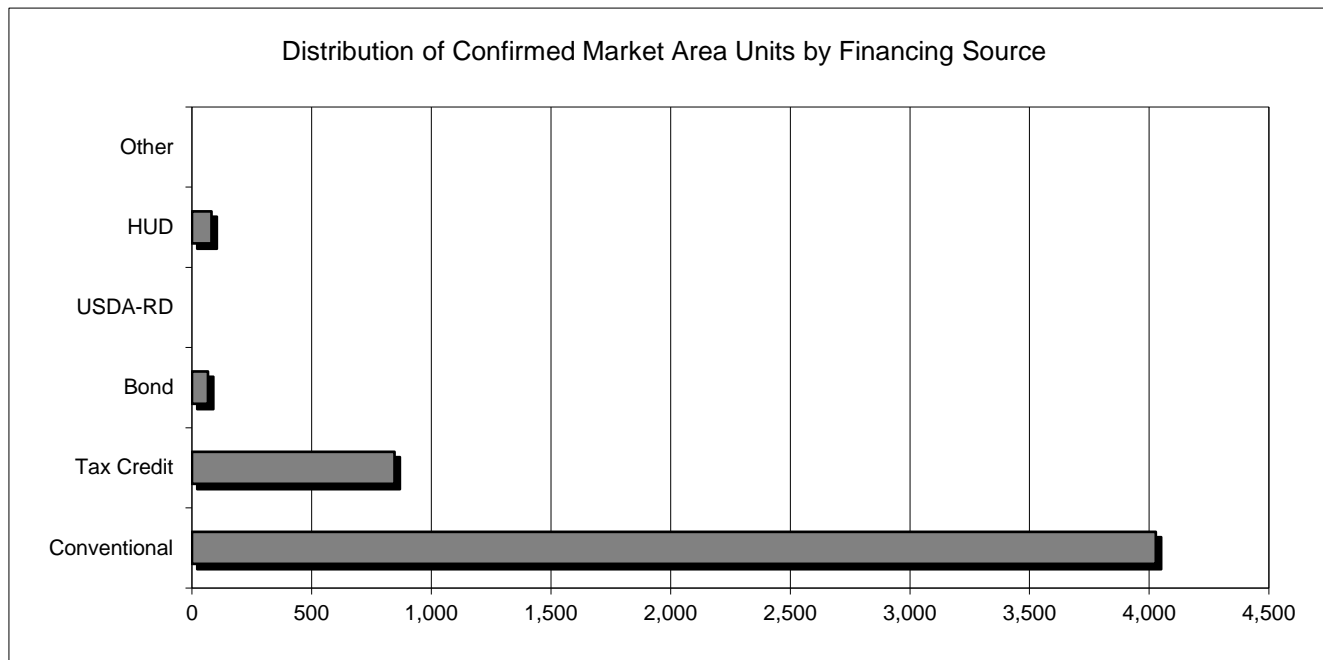 Distribution of Confirmed Market Area Units by Financing Source
Other
HUD
USDA-RD
Bond
Tax Credit
Conventional
0 500 1,000 1,500 2,000 2,500 3,000 3,500 4,000 4,500